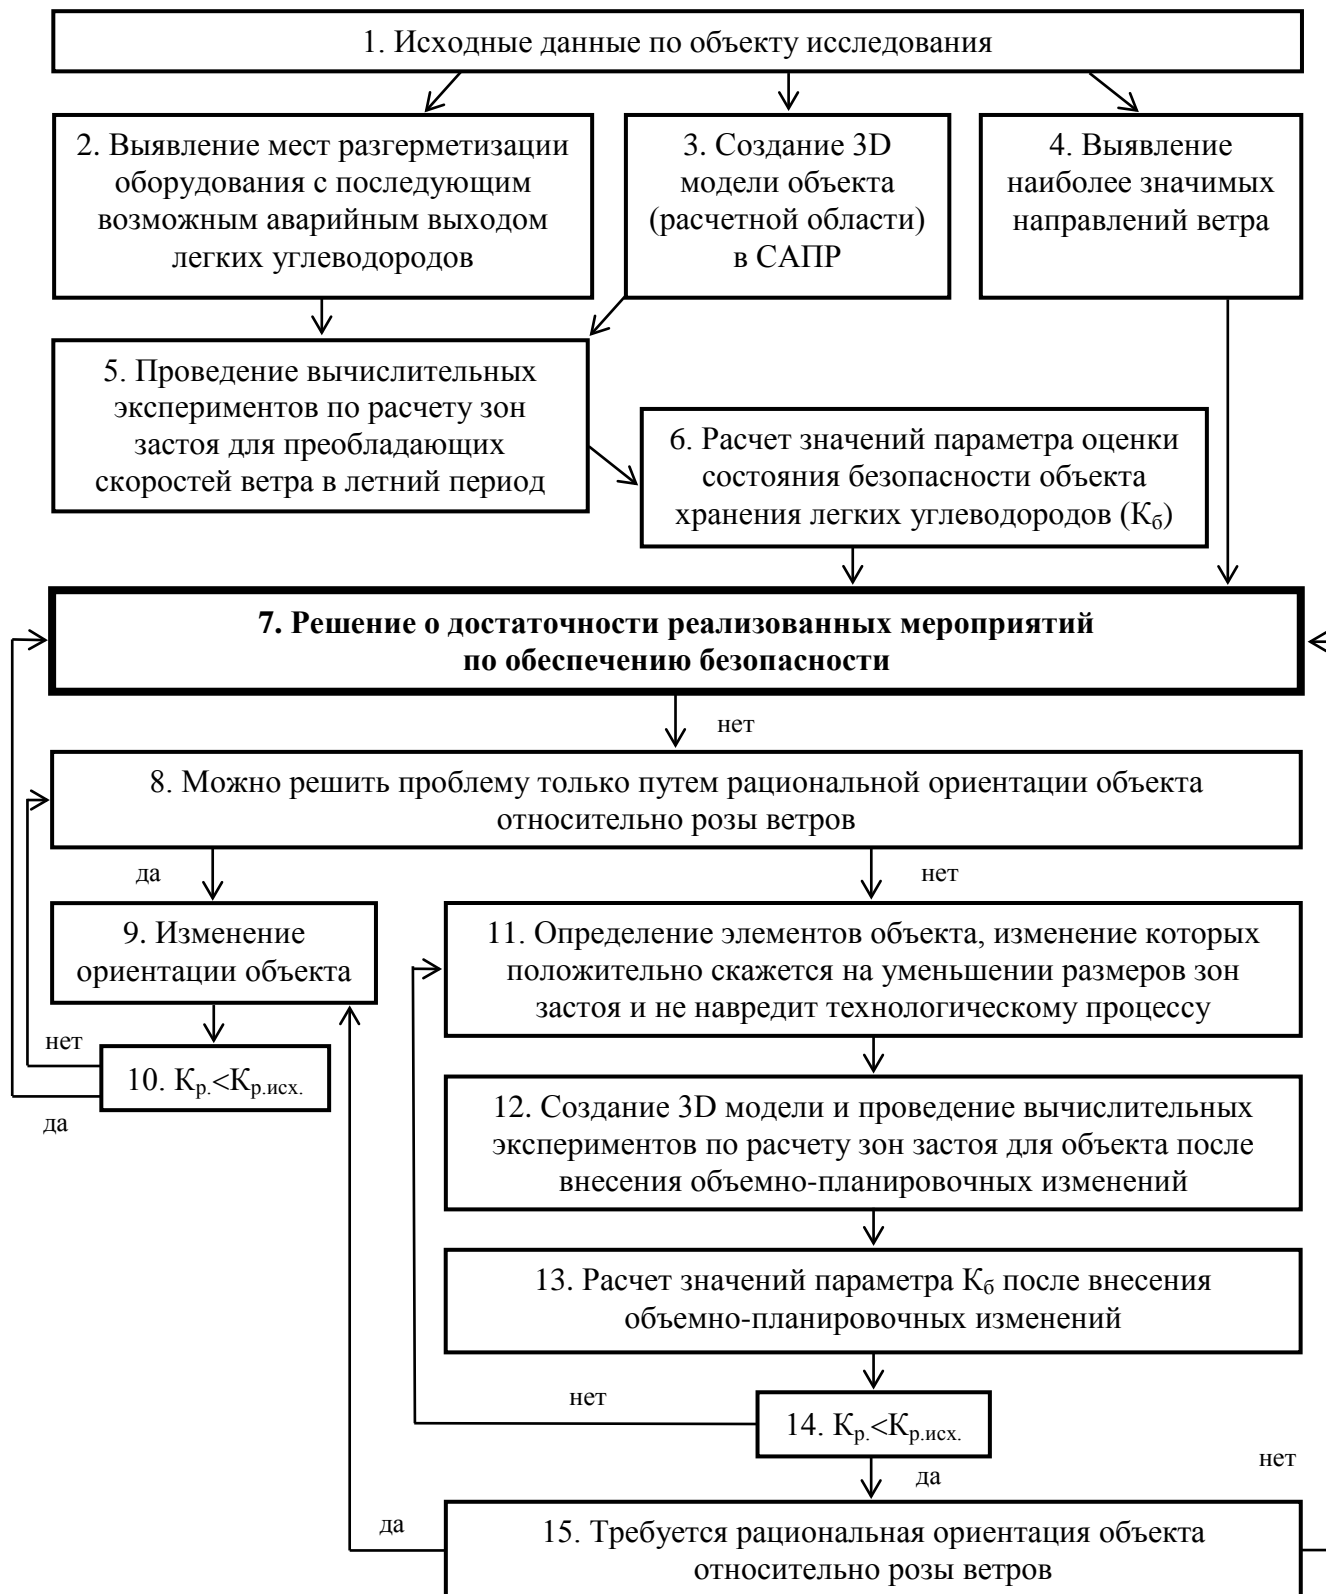 1. Исходные данные по объекту исследования
2. Выявление мест разгерметизации
оборудования с последующим
возможным аварийным выходом
легких углеводородов
3. Создание 3D
модели объекта
(расчетной области)
в САПР
4. Выявление
наиболее значимых
направлений ветра
5. Проведение вычислительных
экспериментов по расчету зон
застоя для преобладающих
скоростей ветра в летний период
6. Расчет значений параметра оценки
состояния безопасности объекта
хранения легких углеводородов (Kб)
7. Решение о достаточности реализованных мероприятий
по обеспечению безопасности
нет
8. Можно решить проблему только путем рациональной ориентации объекта
относительно розы ветров
да
нет
9. Изменение
ориентации объекта
нет
10. Kр.<Kр.исх.
да
11. Определение элементов объекта, изменение которых
положительно скажется на уменьшении размеров зон
застоя и не навредит технологическому процессу
12. Создание 3D модели и проведение вычислительных
экспериментов по расчету зон застоя для объекта после
внесения объемно-планировочных изменений
13. Расчет значений параметра Kб после внесения
объемно-планировочных изменений
нет
14. Kр.<Kр.исх.
да
нет
да
15. Требуется рациональная ориентация объекта
относительно розы ветров